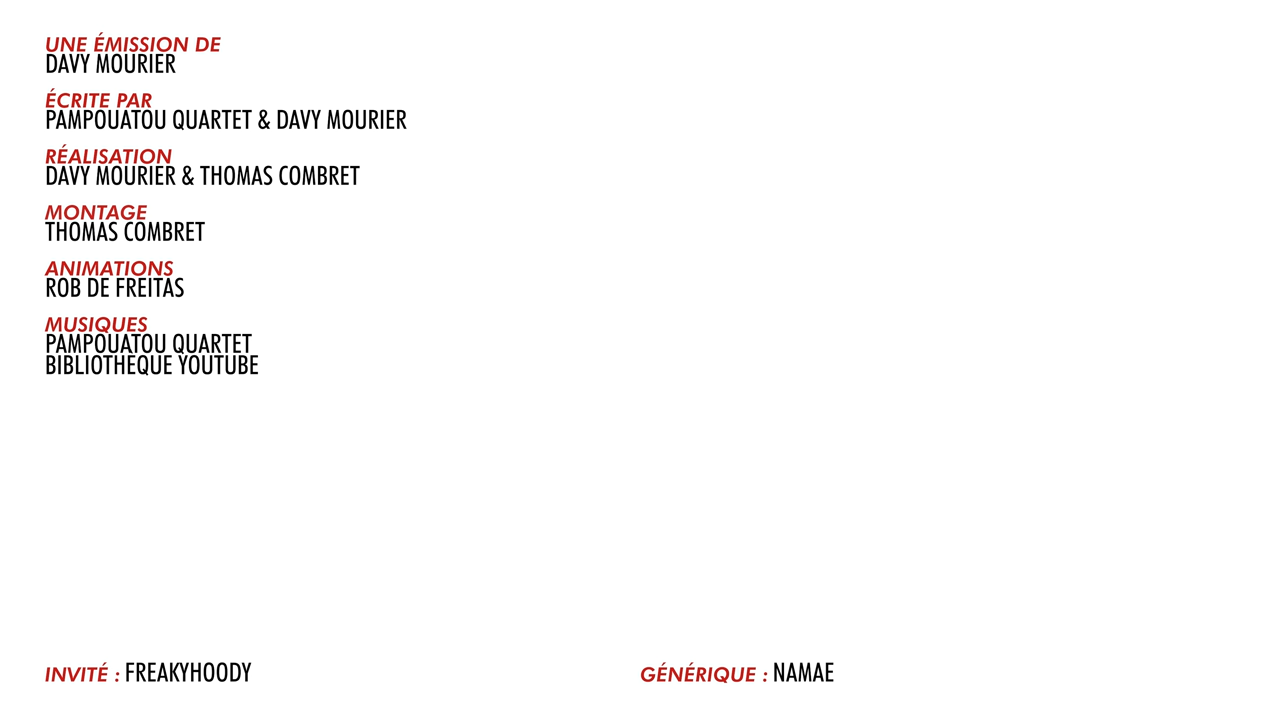 UNE ÉMISSION DE
DAVY MOURIER
ÉCRITE PAR
PAMPOUATOU QUARTET & DAVY MOURIER
RÉALISATION
DAVY MOURIER & THOMAS COMBRET
MONTAGE
THOMAS COMBRET
ANIMATIONS
ROB DE FREITAS
MUSIQUES
PAMPOUATOU QUARTET
BIBLIOTHÈQUE YOUTUBE
INVITÉ : FREAKYHOODY
GÉNÉRIQUE : NAMAE